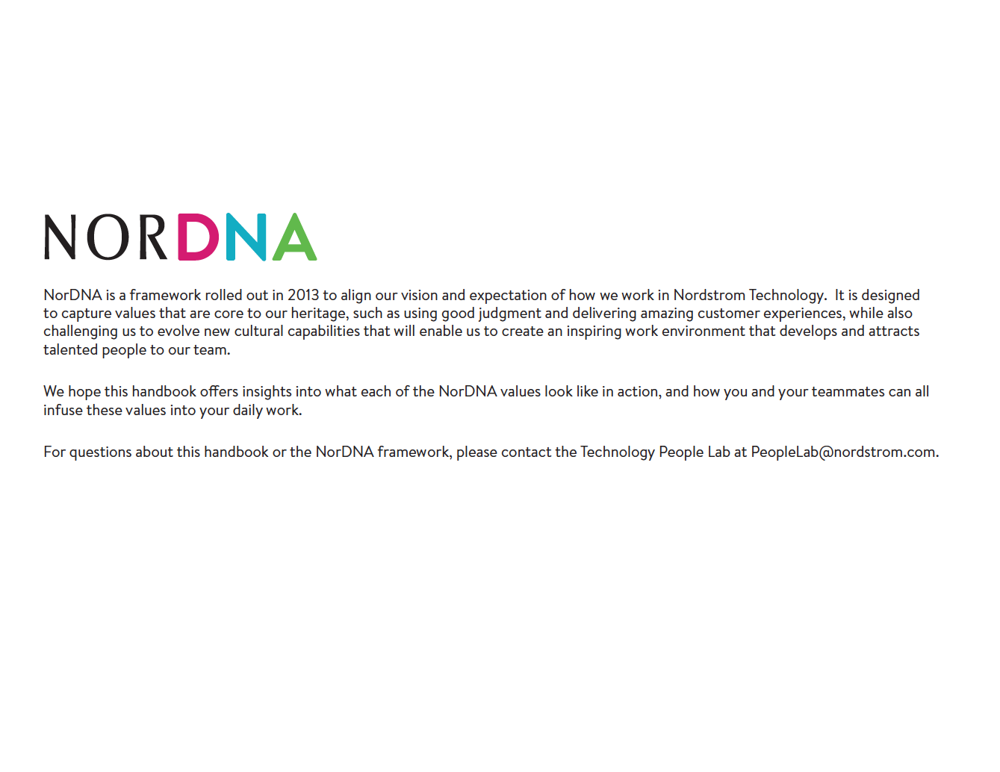 NORDNA
NorDNA is a framework rolled out in 2013 to align our vision and expectation of how we work in Nordstrom Technology.  It is designed
to capture values that are core to our heritage, such as using good judgment and delivering amazing customer experiences, while also
challenging us to evolve new cultural capabilities that will enable us to create an inspiring work environment that develops and attracts
talented people to our team.
We hope this handbook offers insights into what each of the NorDNA values look like in action, and how you and your teammates can all
infuse these values into your daily work.
For questions about this handbook or the NorDNA framework, please contact the Technology People Lab at PeopleLab@nordstrom.com.